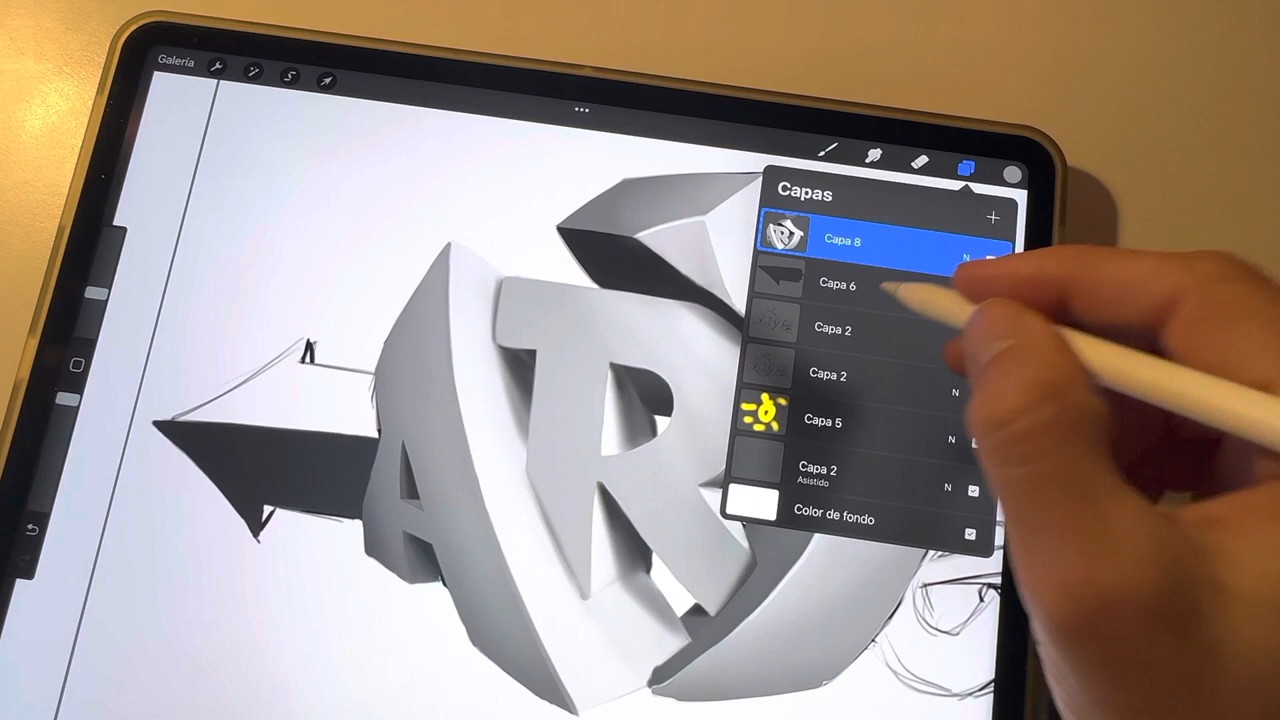 Galería
Capas
Capa 8
N
Capa 6
Capa 2
Capa 2
N
Capa 5
N
Capa 2
Asistido
N
Color de fondo
A
R